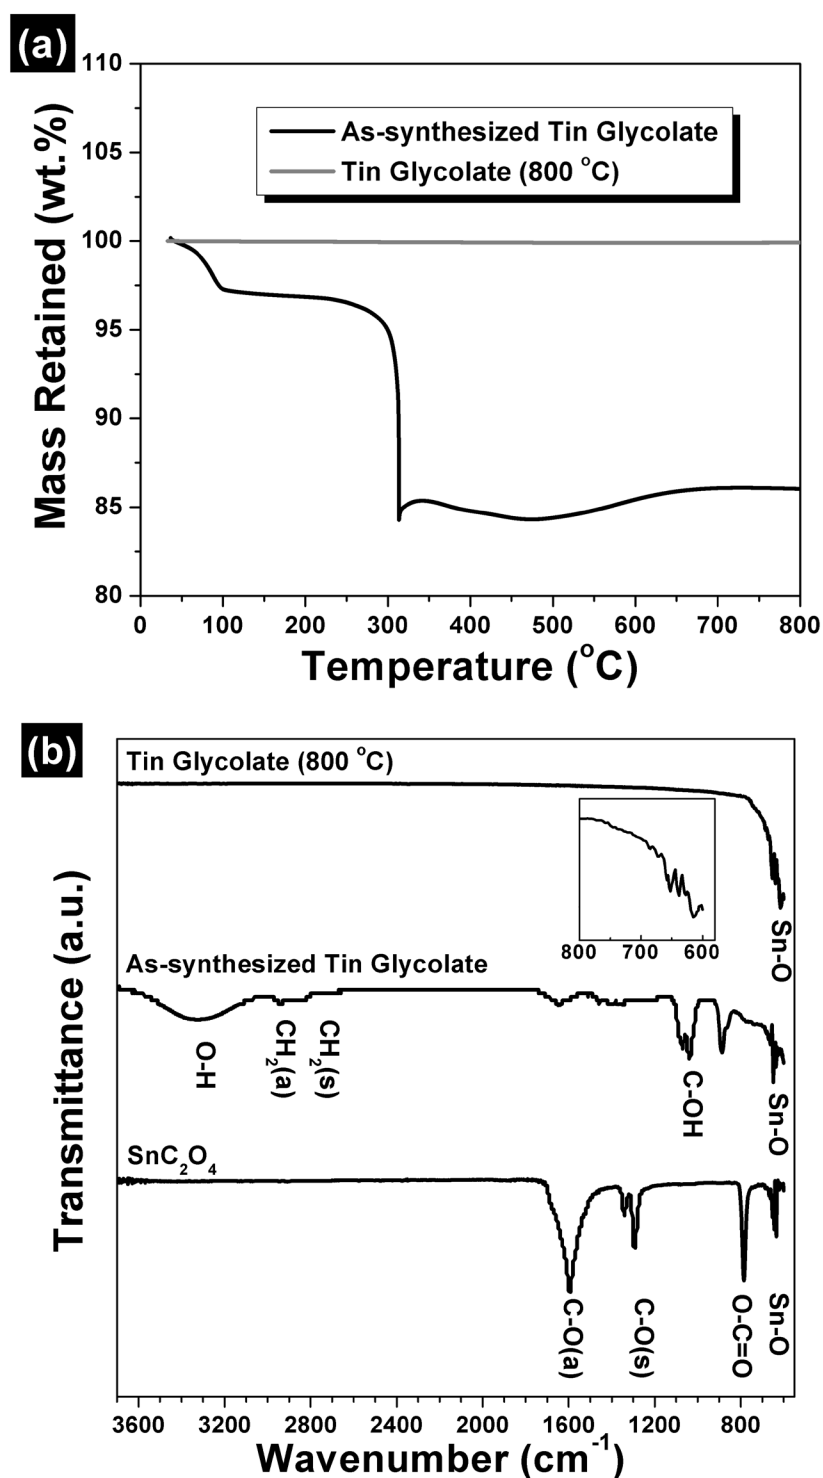 (a)
110
105
100
95
90
85
80
Mass Retained (wt.%)
As-synthesized Tin Glycolate
Tin Glycolate (800 °C)
0 100 200 300 400 500 600 700 800
Temperature (°C)
(b)
Transmittance (a.u.)
Tin Glycolate (800 °C)
800 700 600
Sn-O
As-synthesized Tin Glycolate
O-H
CH₂(a)
CH₂(s)
C-OH
Sn-O
SnC₂O₄
C-O(a)
C-O(s)
O-C=O
Sn-O
3600 3200 2800 2400 2000 1600 1200 800
Wavenumber (cm⁻¹)